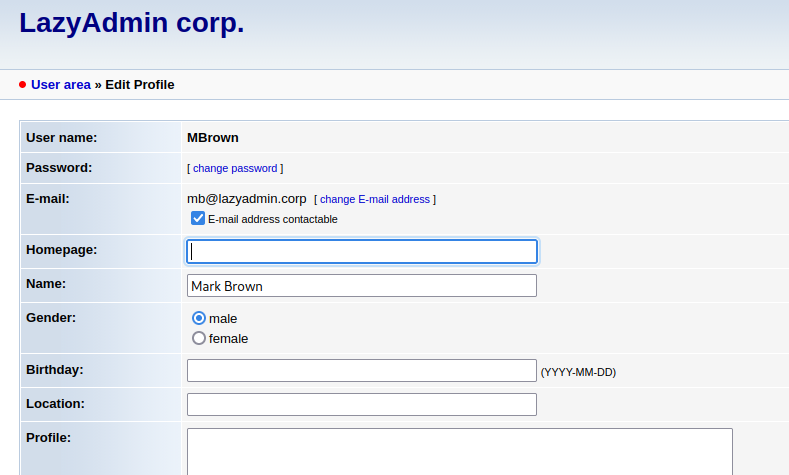 LazyAdmin corp.
User area » Edit Profile
User name: MBrown
Password: [ change password ]
E-mail: mb@lazyadmin.corp [ change E-mail address ]
E-mail address contactable
Homepage:
Name: Mark Brown
Gender: male
female
Birthday: (YYYY-MM-DD)
Location:
Profile: